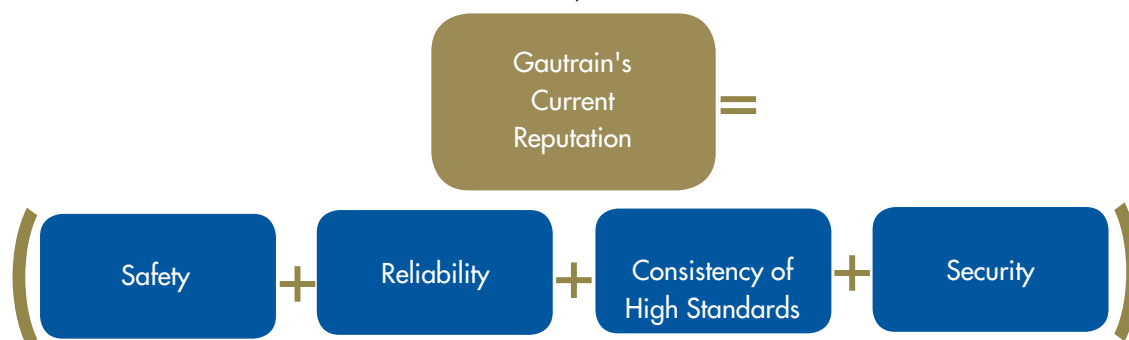 Gautrain's
Current
Reputation
=
(
Safety
+
Reliability
+
Consistency of
High Standards
+
Security
)